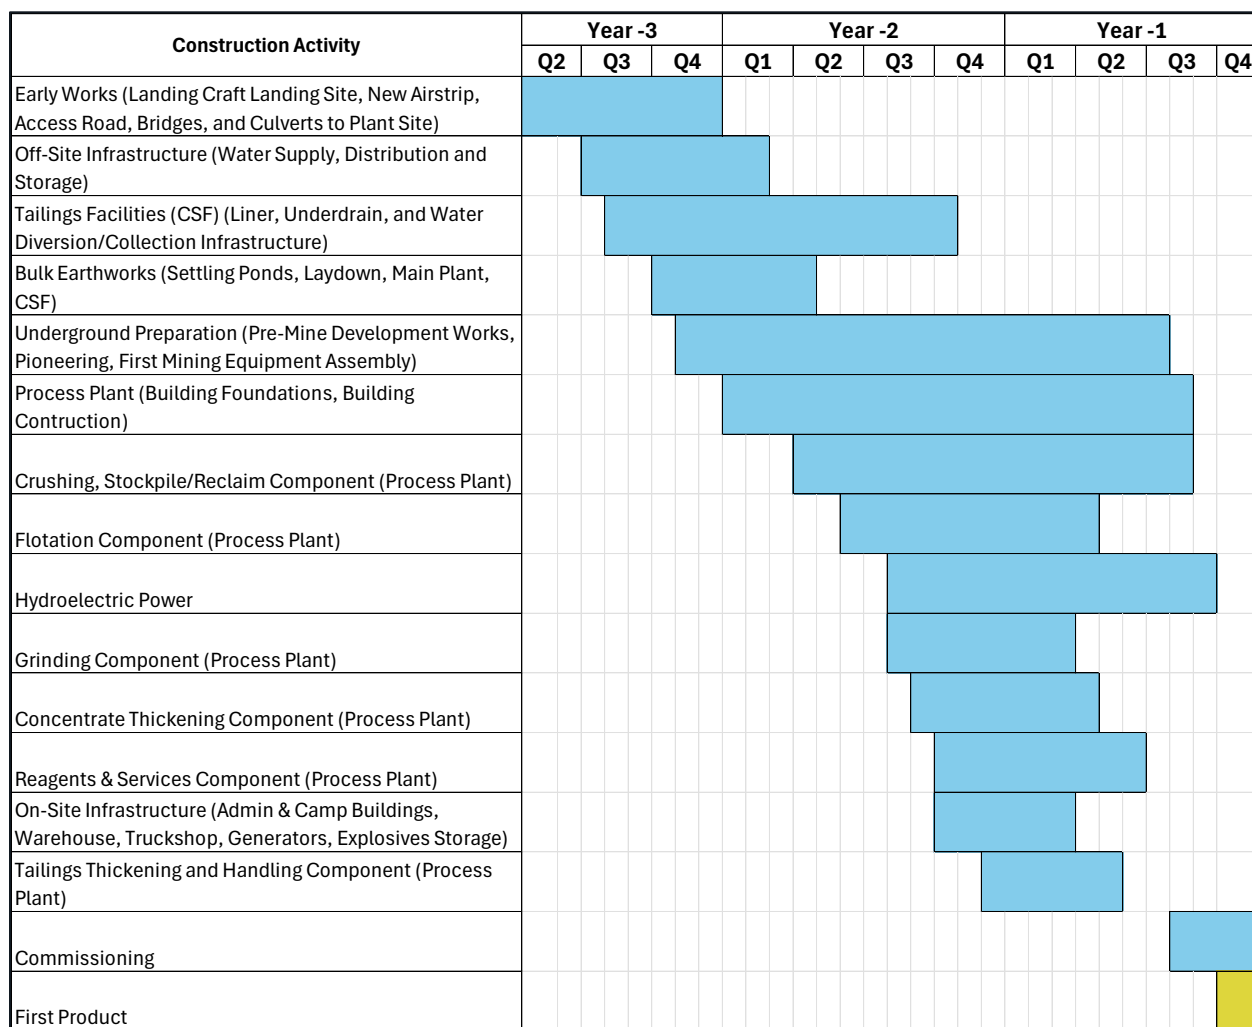 Construction Activity
Year -3 Year -2 Year -1
Q2 Q3 Q4 Q1 Q2 Q3 Q4 Q1 Q2 Q3 Q4
Early Works (Landing Craft Landing Site, New Airstrip,
Access Road, Bridges, and Culverts to Plant Site)
Off-Site Infrastructure (Water Supply, Distribution and
Storage)
Tailings Facilities (CSF) (Liner, Underdrain, and Water
Diversion/Collection Infrastructure)
Bulk Earthworks (Settling Ponds, Laydown, Main Plant,
CSF)
Underground Preparation (Pre-Mine Development Works,
Pioneering, First Mining Equipment Assembly)
Process Plant (Building Foundations, Building
Contruction)
Crushing, Stockpile/Reclaim Component (Process Plant)
Flotation Component (Process Plant)
Hydroelectric Power
Grinding Component (Process Plant)
Concentrate Thickening Component (Process Plant)
Reagents & Services Component (Process Plant)
On-Site Infrastructure (Admin & Camp Buildings,
Warehouse, Truckshop, Generators, Explosives Storage)
Tailings Thickening and Handling Component (Process
Plant)
Commissioning
First Product